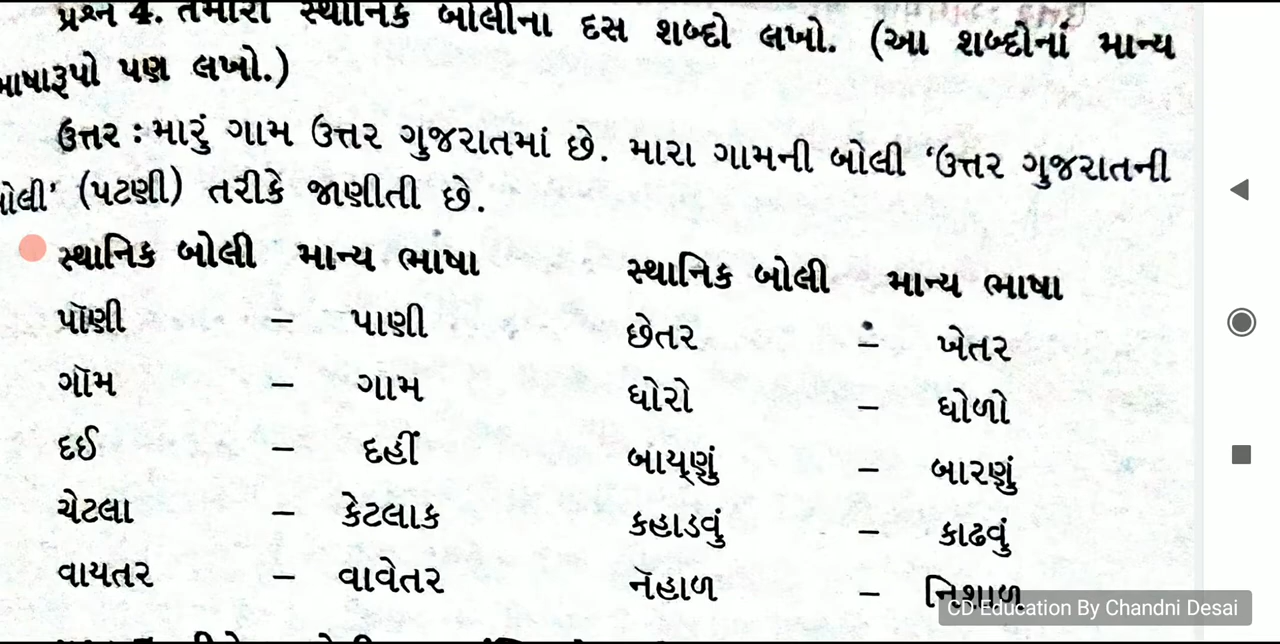 પ્રશ્ન 4. તમારી સ્થાનિક બોલીના દસ શબ્દો લખો. (આ શબ્દોનાં માન્ય
ભાષારૂપો પણ લખો.)
ઉત્તર : મારું ગામ ઉત્તર ગુજરાતમાં છે. મારા ગામની બોલી ‘ઉત્તર ગુજરાતની
બોલી’ (પટણી) તરીકે જાણીતી છે.
સ્થાનિક બોલી માન્ય ભાષા સ્થાનિક બોલી માન્ય ભાષા
પૉણી – પાણી છેતર – ખેતર
ગૉમ – ગામ ધોરો – ધોળો
દઈ – દહીં બાય્ણું – બારણું
ચેટલા – કેટલાક કહાડવું – કાઢવું
વાયતર – વાવેતર નૅહાળ – નિશાળ
CD Education By Chandni Desai